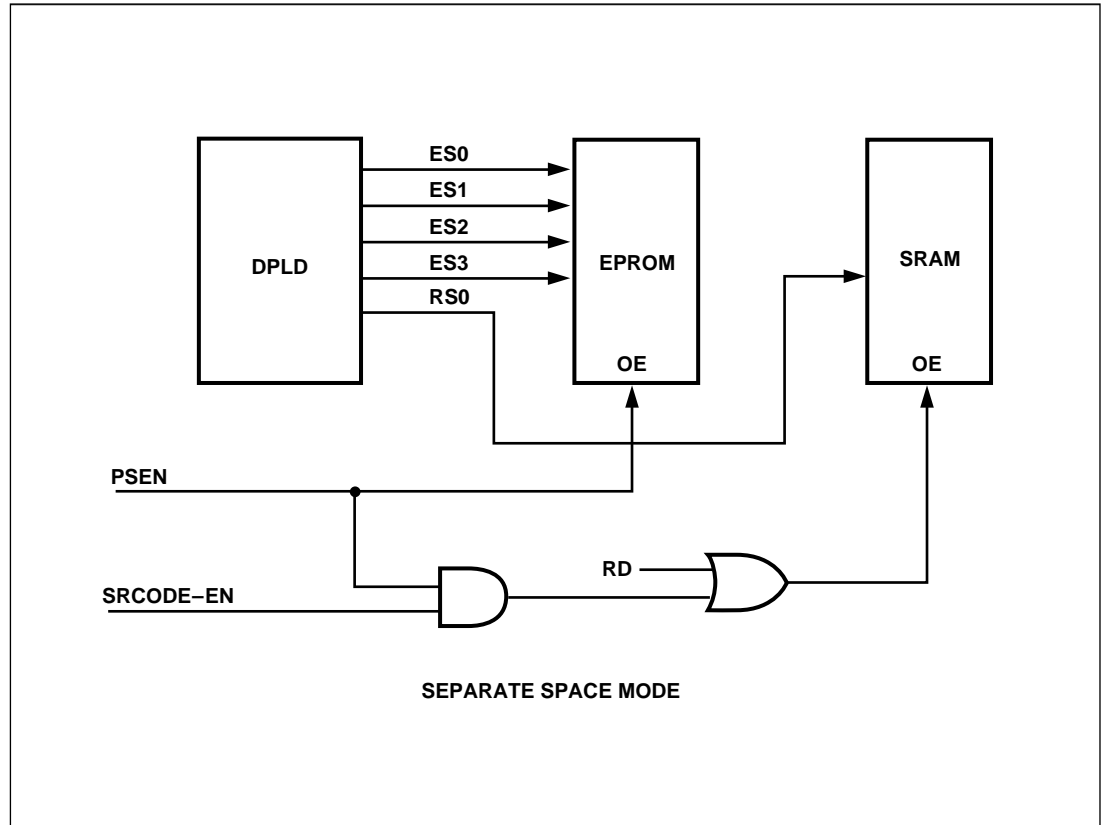 ES0
ES1
ES2
ES3
RS0
DPLD
EPROM
OE
SRAM
OE
PSEN
SRCODE–EN
RD
SEPARATE SPACE MODE